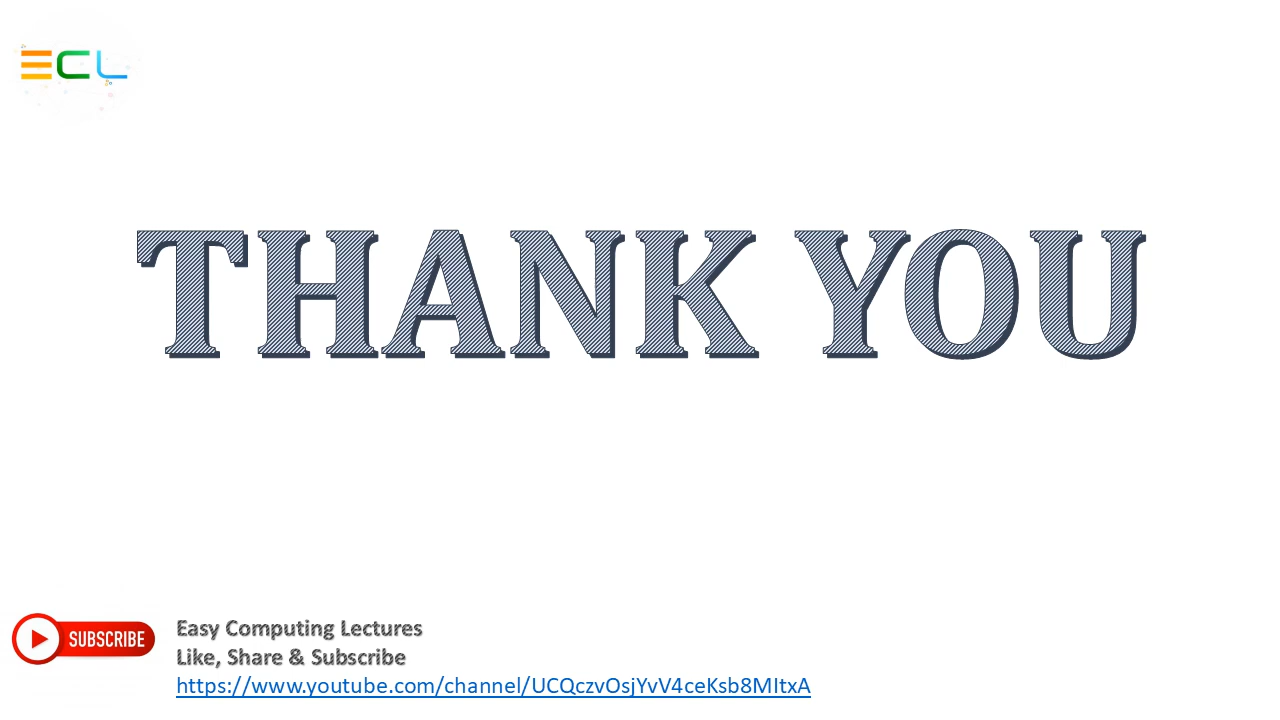 ECL
THANK YOU
SUBSCRIBE
Easy Computing Lectures
Like, Share & Subscribe
https://www.youtube.com/channel/UCQczvOsjYvV4ceKsb8MItxA